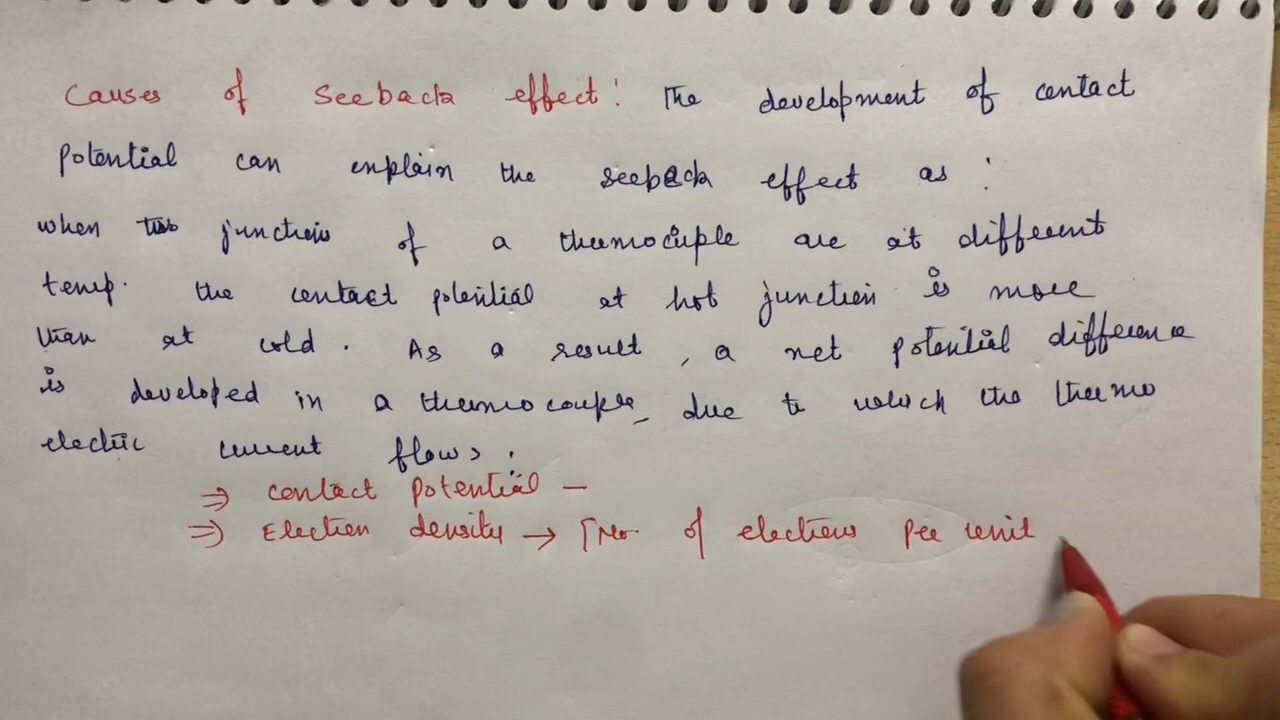 Causes of Seeback effect : The development of contact
potential can explain the seeback effect as :
when two junction of a thermocuple are at different
temp. the contact potential at hot junction is more
than at cold . As a result , a net potential difference
is developed in a thermo couple due to which the thermo
electric current flows .
⇒ Contact Potential —
⇒ Electron density → [No. of electrons per unit